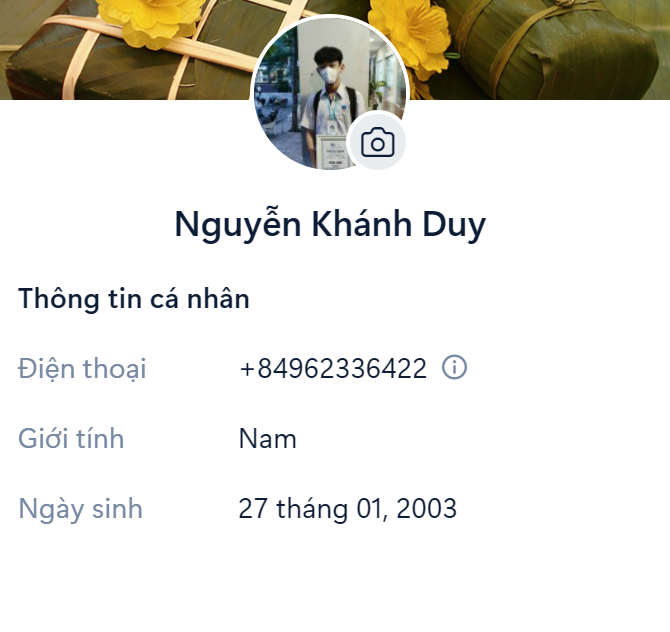 Nguyễn Khánh Duy
Thông tin cá nhân
Điện thoại +84962336422
Giới tính Nam
Ngày sinh 27 tháng 01, 2003